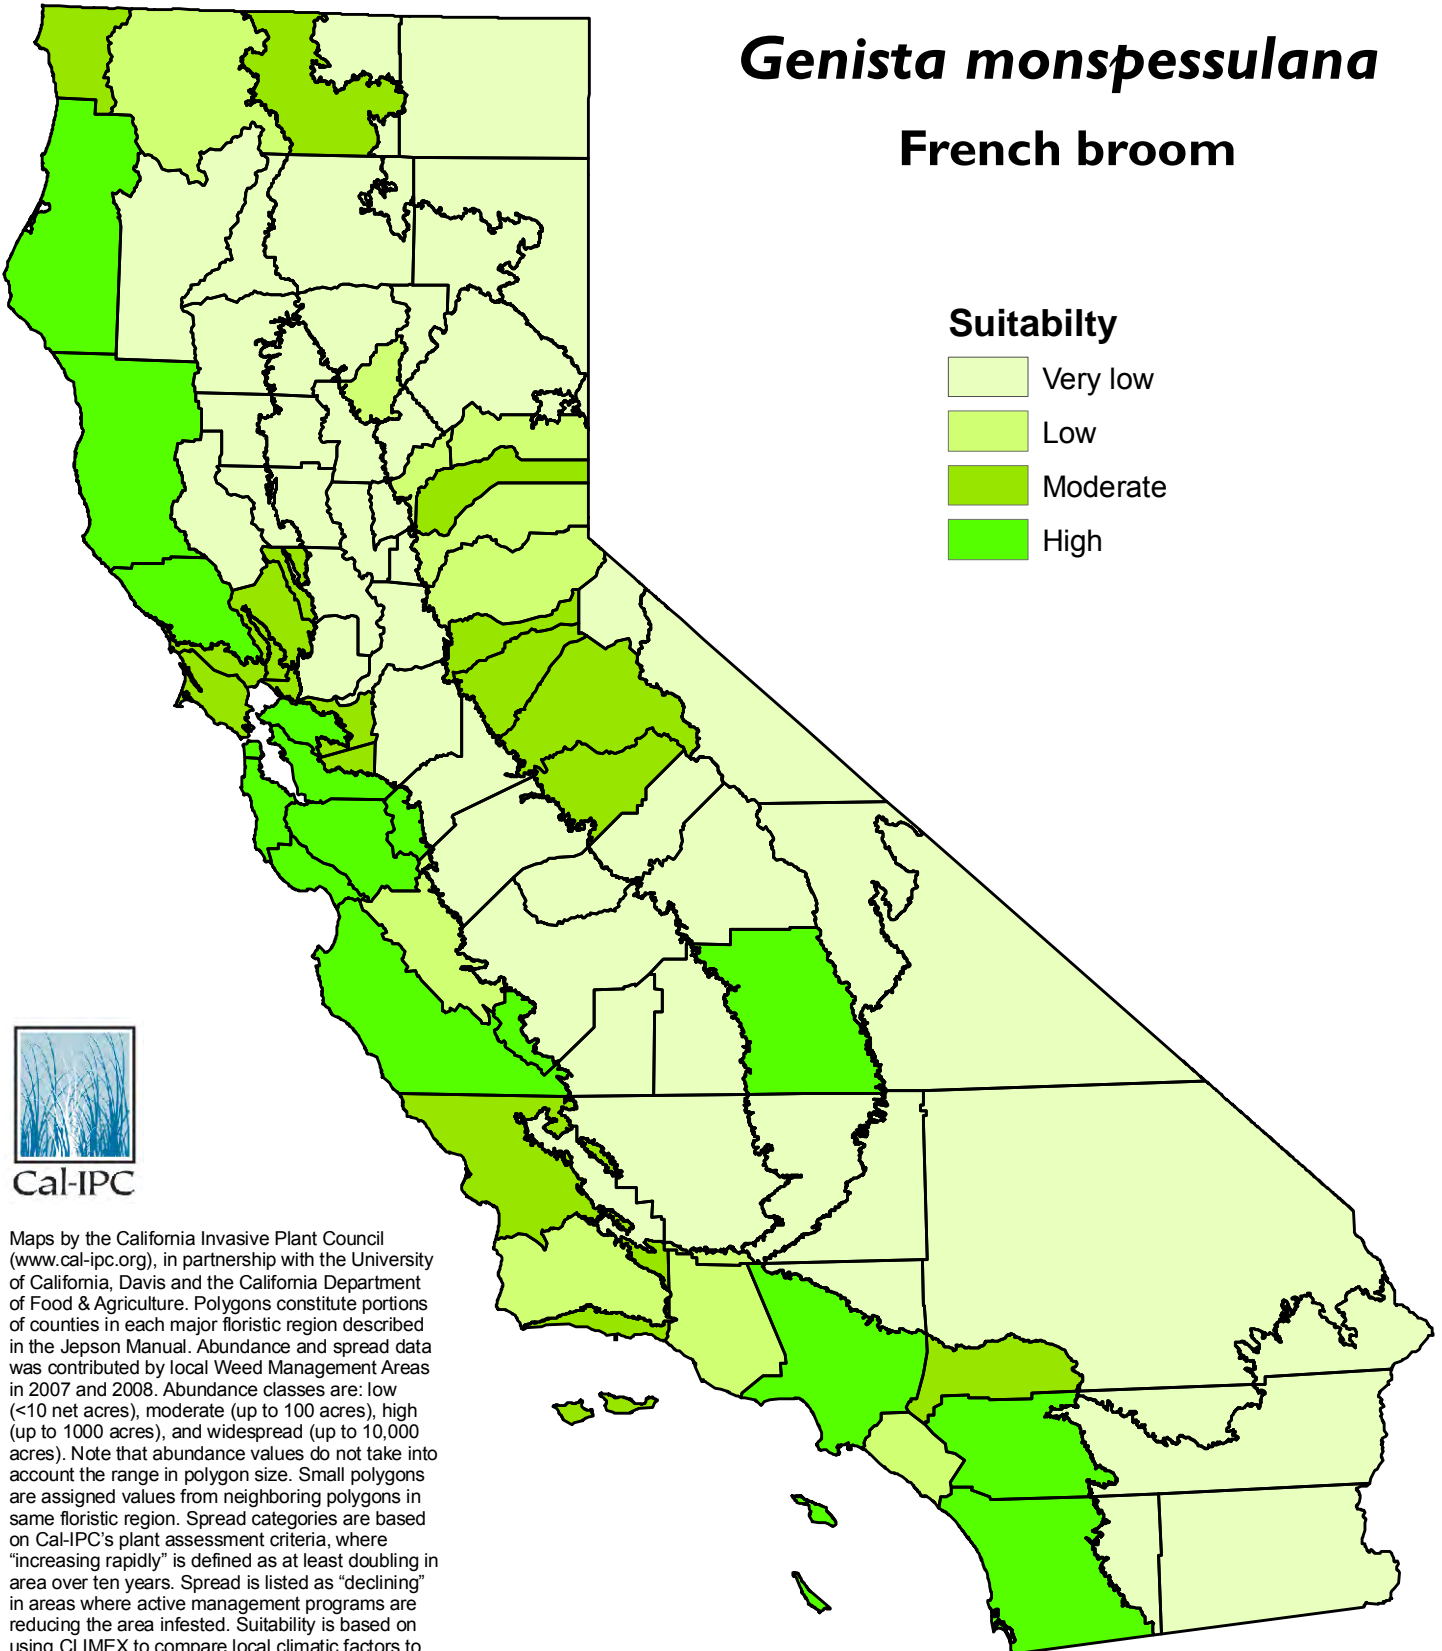 Genista monspessulana
French broom
Suitabilty
Very low
Low
Moderate
High
Cal-IPC
Maps by the California Invasive Plant Council
(www.cal-ipc.org), in partnership with the University
of California, Davis and the California Department
of Food & Agriculture. Polygons constitute portions
of counties in each major floristic region described
in the Jepson Manual. Abundance and spread data
was contributed by local Weed Management Areas
in 2007 and 2008. Abundance classes are: low
(<10 net acres), moderate (up to 100 acres), high
(up to 1000 acres), and widespread (up to 10,000
acres). Note that abundance values do not take into
account the range in polygon size. Small polygons
are assigned values from neighboring polygons in
same floristic region. Spread categories are based
on Cal-IPC's plant assessment criteria, where
“increasing rapidly” is defined as at least doubling in
area over ten years. Spread is listed as “declining”
in areas where active management programs are
reducing the area infested. Suitability is based on
using CLIMEX to compare local climatic factors to